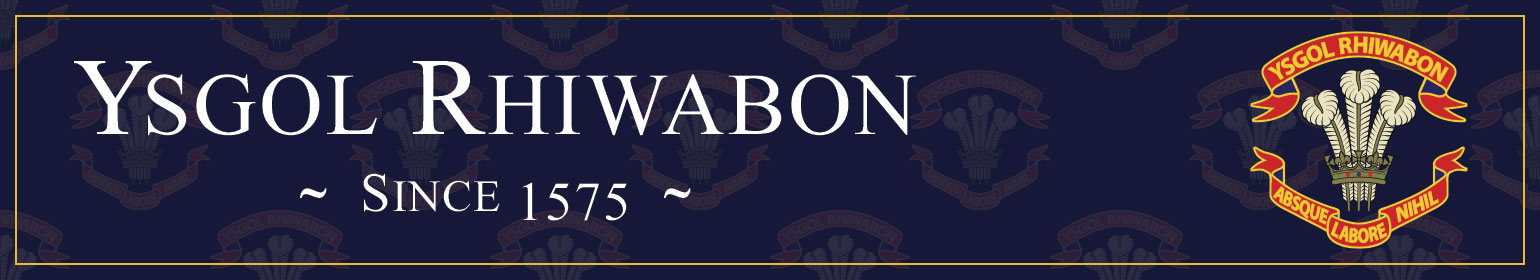 YSGOL RHIWABON
~ SINCE 1575 ~
YSGOL RHIWABON
ABSQUE LABORE NIHIL